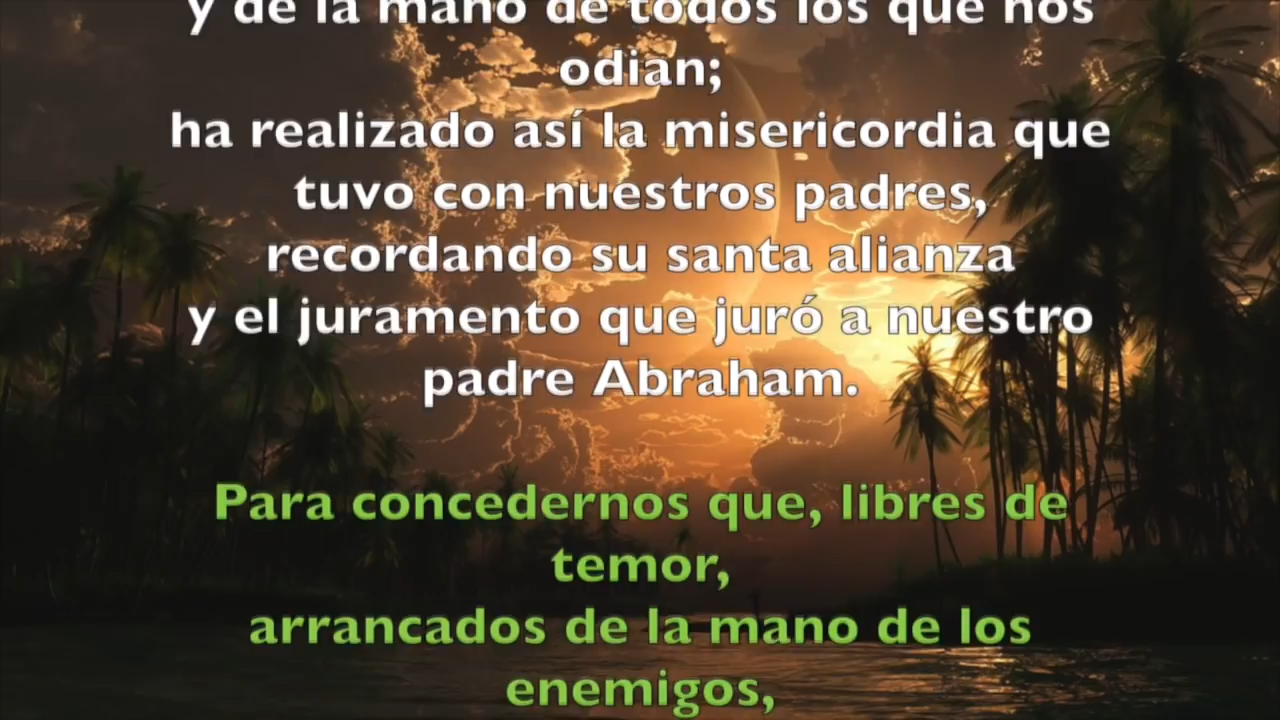 y de la mano de todos los que nos
odian;
ha realizado así la misericordia que
tuvo con nuestros padres,
recordando su santa alianza
y el juramento que juró a nuestro
padre Abraham.
Para concedernos que, libres de
temor,
arrancados de la mano de los
enemigos,